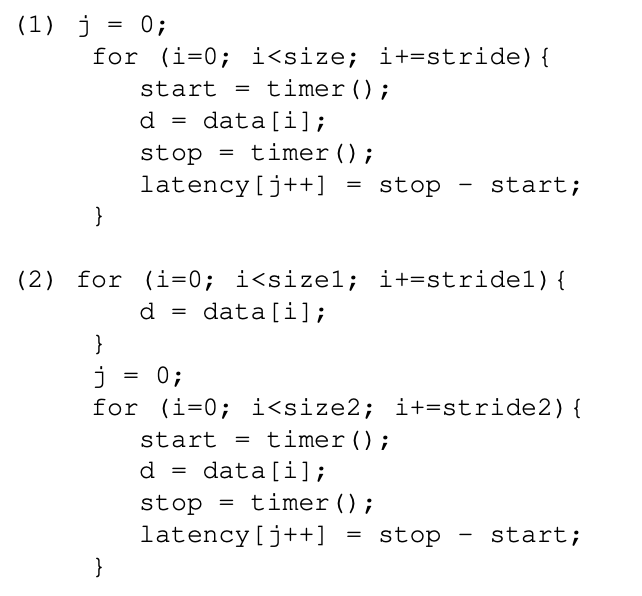 (1) j = 0;
for (i=0; i<size; i+=stride){
start = timer();
d = data[i];
stop = timer();
latency[j++] = stop - start;
}
(2) for (i=0; i<size1; i+=stride1){
d = data[i];
}
j = 0;
for (i=0; i<size2; i+=stride2){
start = timer();
d = data[i];
stop = timer();
latency[j++] = stop - start;
}